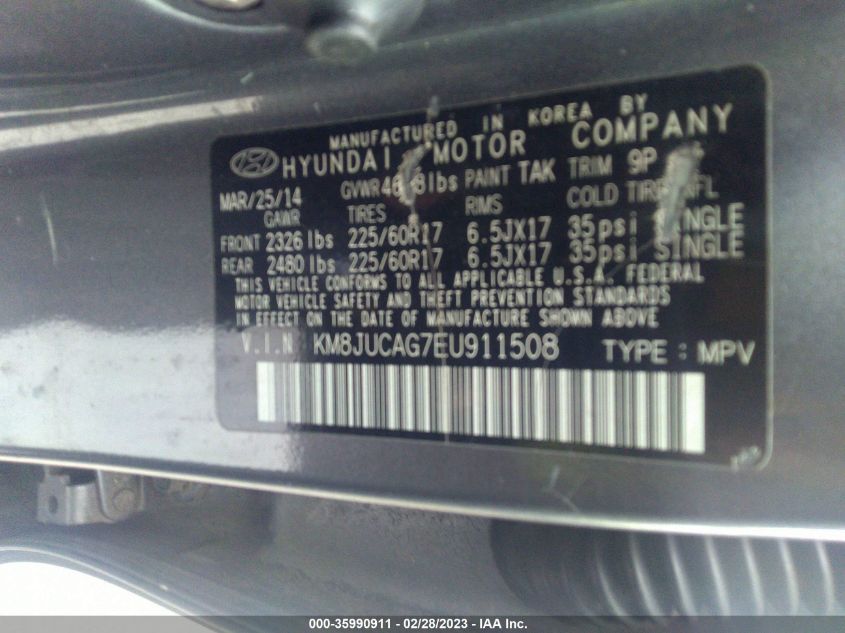 MANUFACTURED IN KOREA BY
HYUNDAI MOTOR COMPANY
MAR/25/14 lbs PAINT TAK TRIM 9P
GAWR TIRES RIMS COLD
FRONT 2326 lbs 225/60R17 6.5JX17 35psi SINGLE
REAR 2480 lbs 225/60R17 6.5JX17 35psi SINGLE
THIS VEHICLE CONFORMS TO ALL APPLICABLE U.S.A. FEDERAL
MOTOR VEHICLE SAFETY AND THEFT PREVENTION STANDARDS
IN EFFECT ON THE DATE OF MANUFACTURE SHOWN ABOVE
V.I.N KM8JUCAG7EU911508 TYPE : MPV
000-35990911 - 02/28/2023 - IAA Inc.